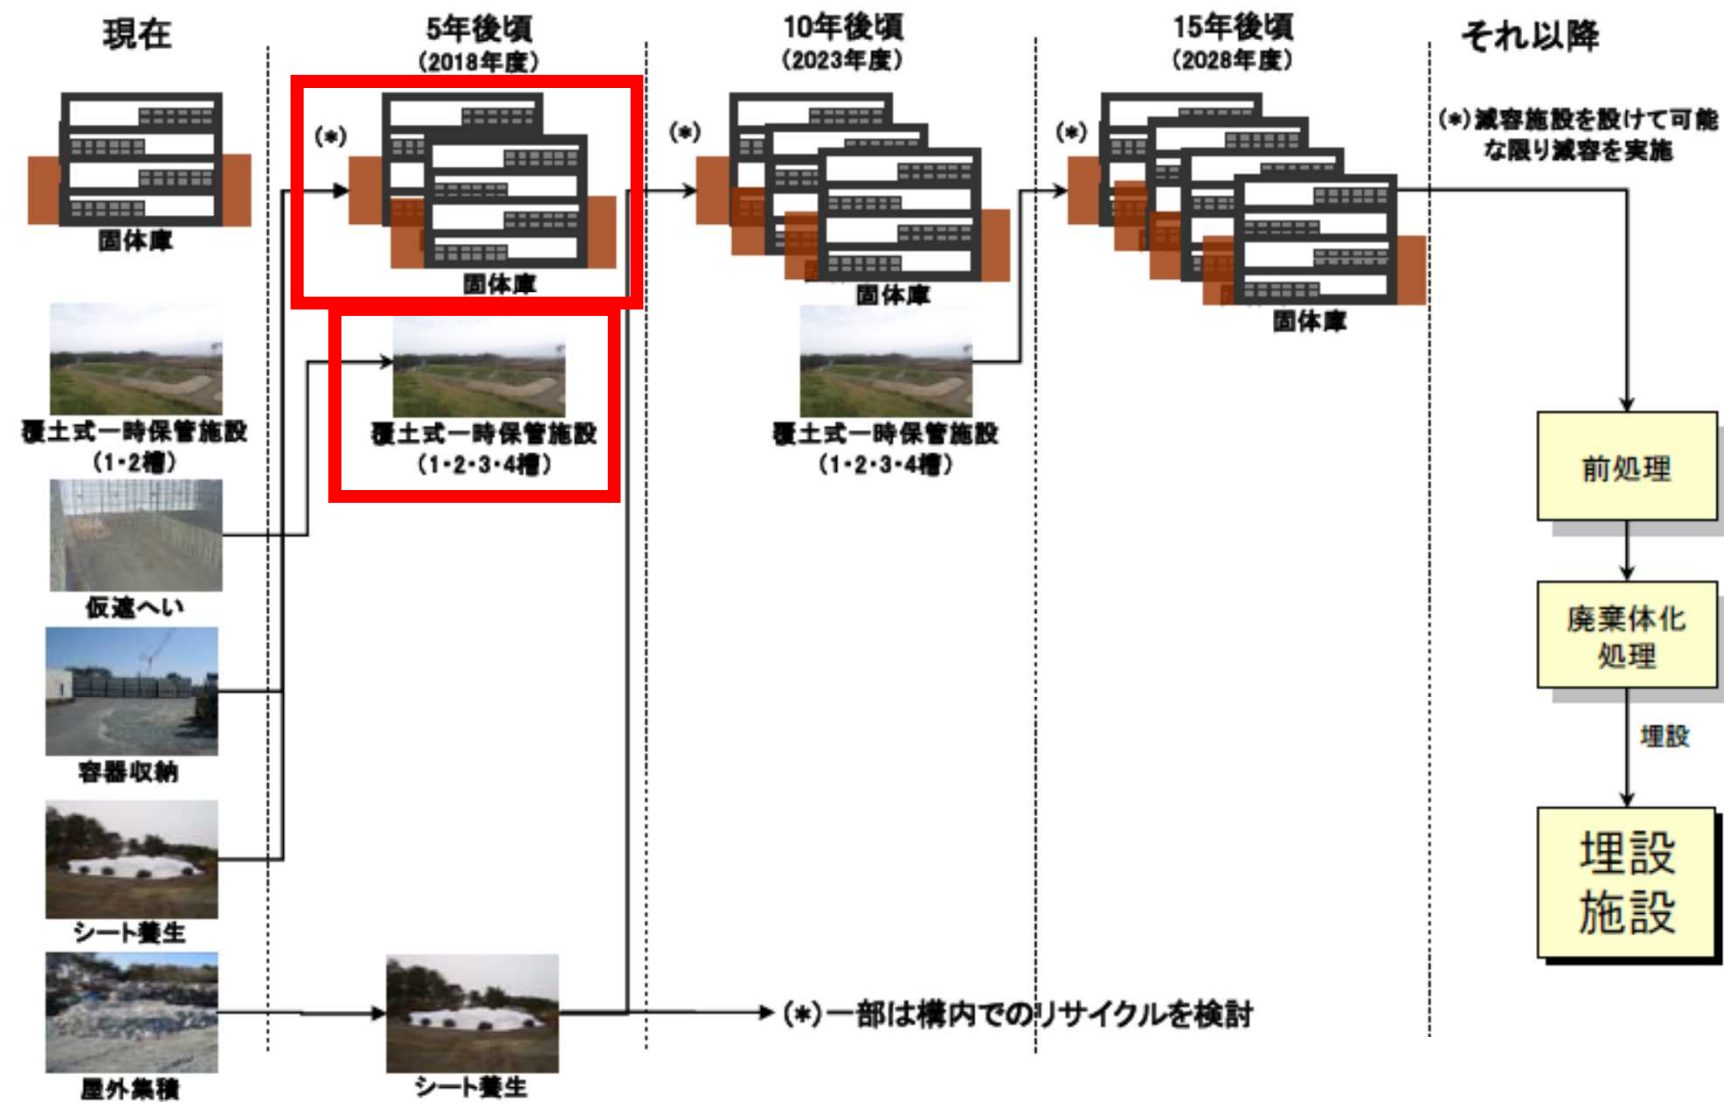 現在
5年後頃
(2018年度)
10年後頃
(2023年度)
15年後頃
(2028年度)
それ以降
(*)
(*)
(*)
(*)減容施設を設けて可能
な限り減容を実施
固体庫
固体庫
固体庫
固体庫
覆土式一時保管施設
(1・2槽)
覆土式一時保管施設
(1・2・3・4槽)
覆土式一時保管施設
(1・2・3・4槽)
前処理
仮遮へい
廃棄体化
処理
容器収納
埋設
シート養生
埋設
施設
(*)一部は構内でのリサイクルを検討
屋外集積
シート養生